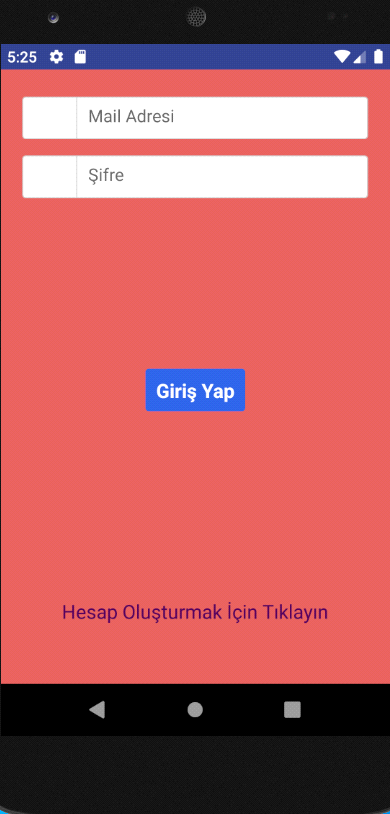 5:25
Mail Adresi
Şifre
Giriş Yap
Hesap Oluşturmak İçin Tıklayın